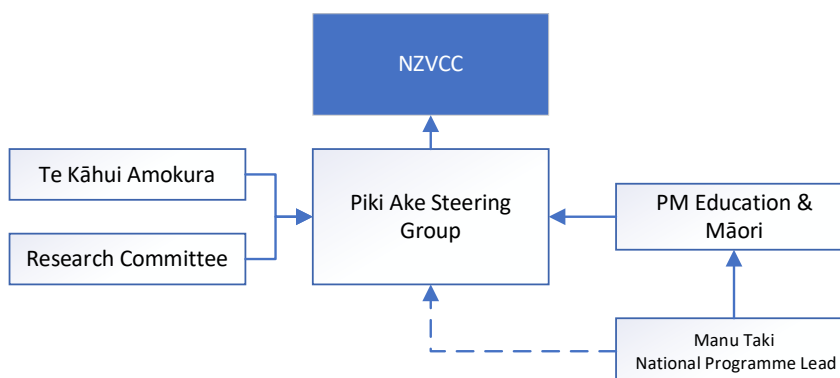 NZVCC
Te Kāhui Amokura
Research Committee
Piki Ake Steering
Group
PM Education &
Māori
Manu Taki
National Programme Lead